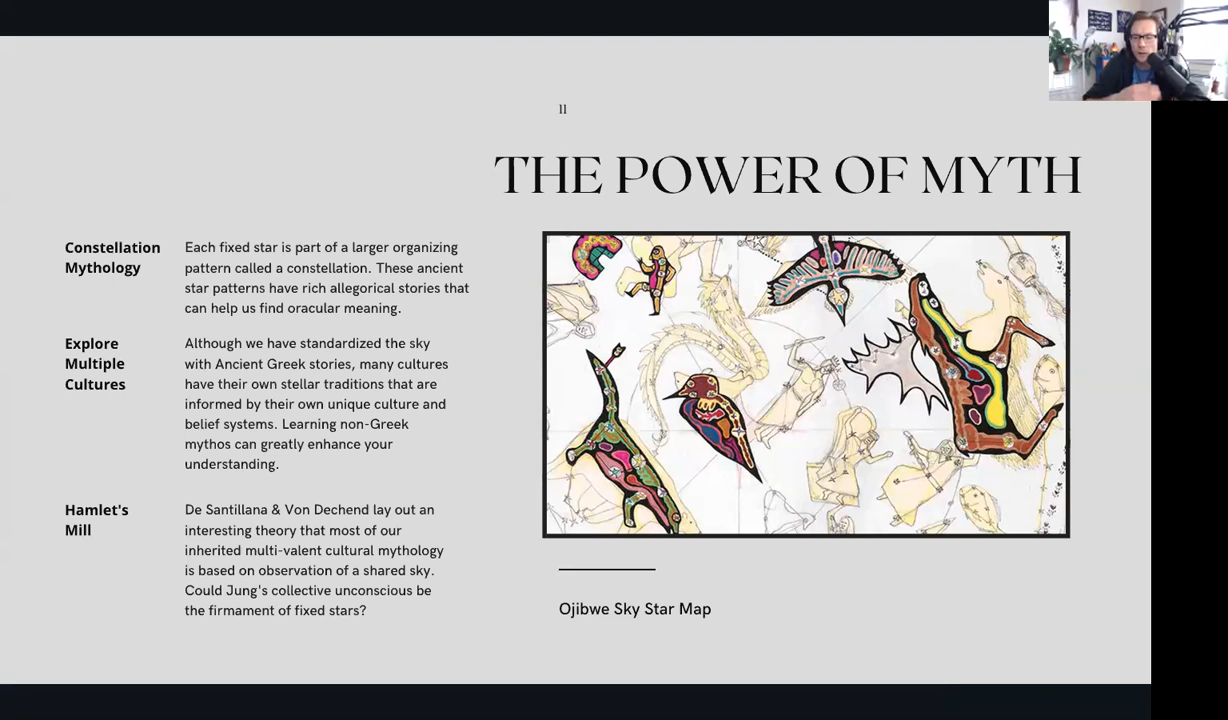 11
THE POWER OF MYTH
Constellation
Mythology
Each fixed star is part of a larger organizing
pattern called a constellation. These ancient
star patterns have rich allegorical stories that
can help us find oracular meaning.
Explore
Multiple
Cultures
Although we have standardized the sky
with Ancient Greek stories, many cultures
have their own stellar traditions that are
informed by their own unique culture and
belief systems. Learning non-Greek
mythos can greatly enhance your
understanding.
Hamlet's
Mill
De Santillana & Von Dechend lay out an
interesting theory that most of our
inherited multi-valent cultural mythology
is based on observation of a shared sky.
Could Jung's collective unconscious be
the firmament of fixed stars?
Ojibwe Sky Star Map